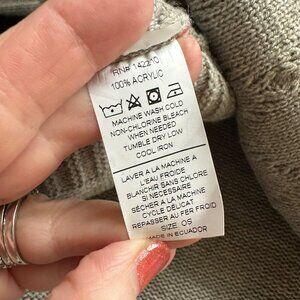 RN# 142210
100% ACRYLIC
MACHINE WASH COLD
NON-CHLORINE BLEACH
WHEN NEEDED
TUMBLE DRY LOW
COOL IRON
LAVER A LA MACHINE A
L'EAU FROIDE
BLANCHIR SANS CHLORE
SI NECESSAIRE
SÉCHER A LA MACHINE
CYCLE DÉLICAT
REPASSER AU FER FROID
SIZE: OS
MADE IN ECUADOR